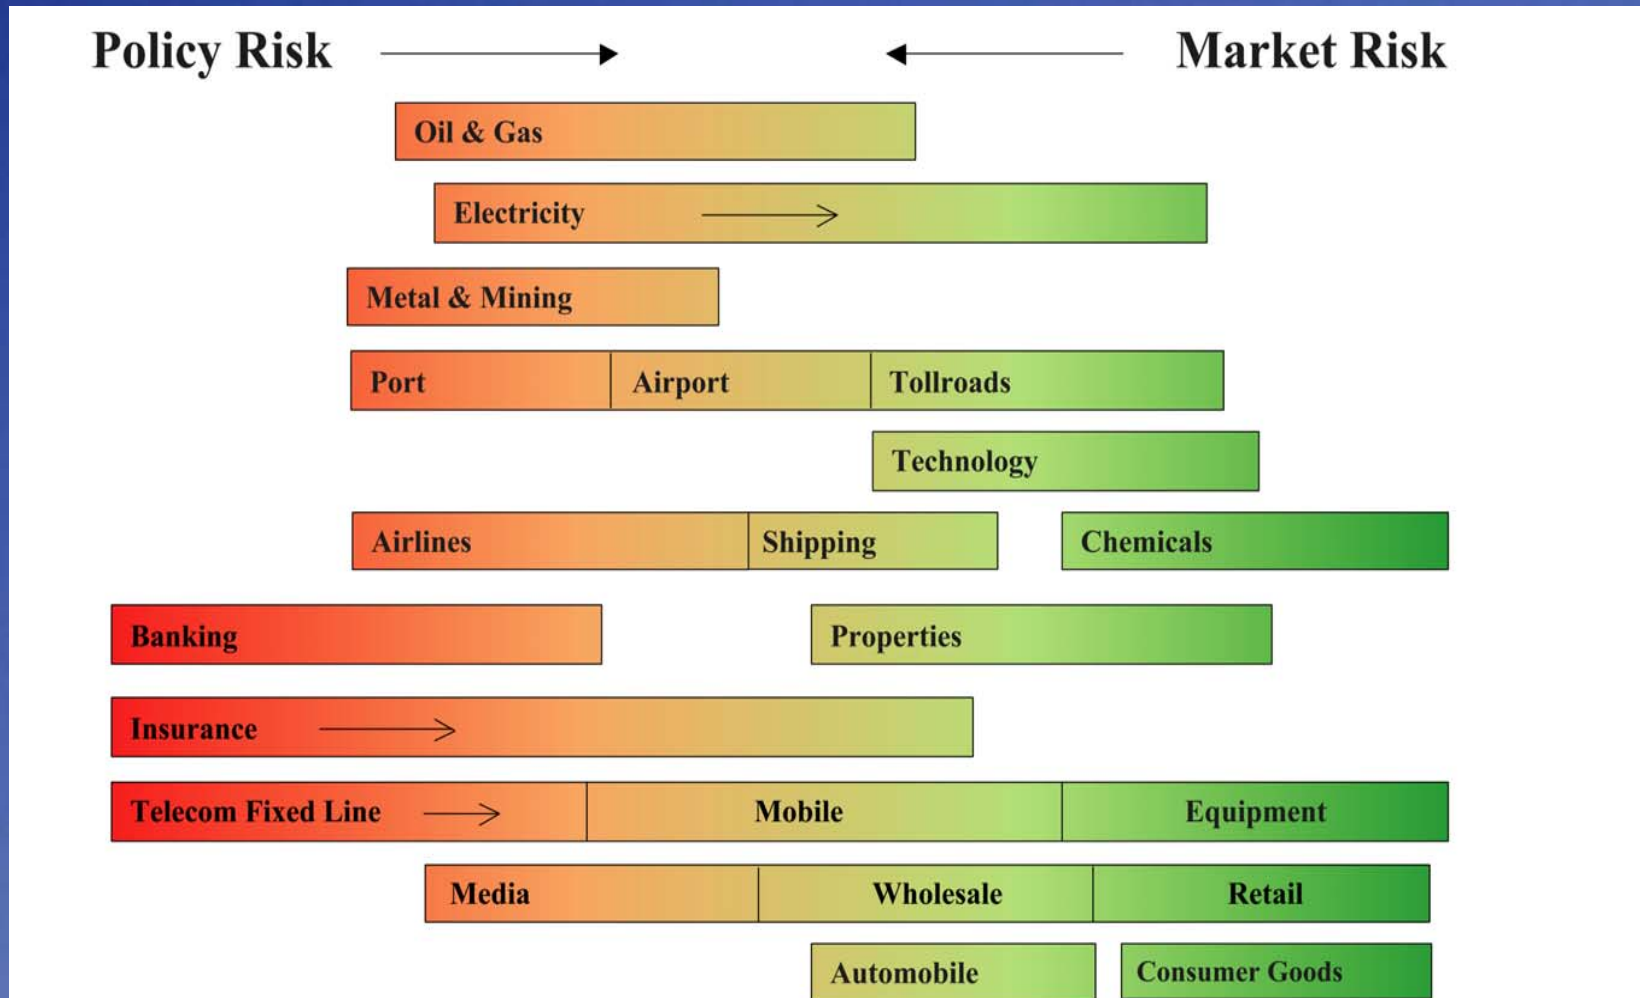 Policy Risk Market Risk
Oil & Gas
Electricity
Metal & Mining
Port Airport Tollroads
Technology
Airlines Shipping Chemicals
Banking Properties
Insurance
Telecom Fixed Line Mobile Equipment
Media Wholesale Retail
Automobile Consumer Goods